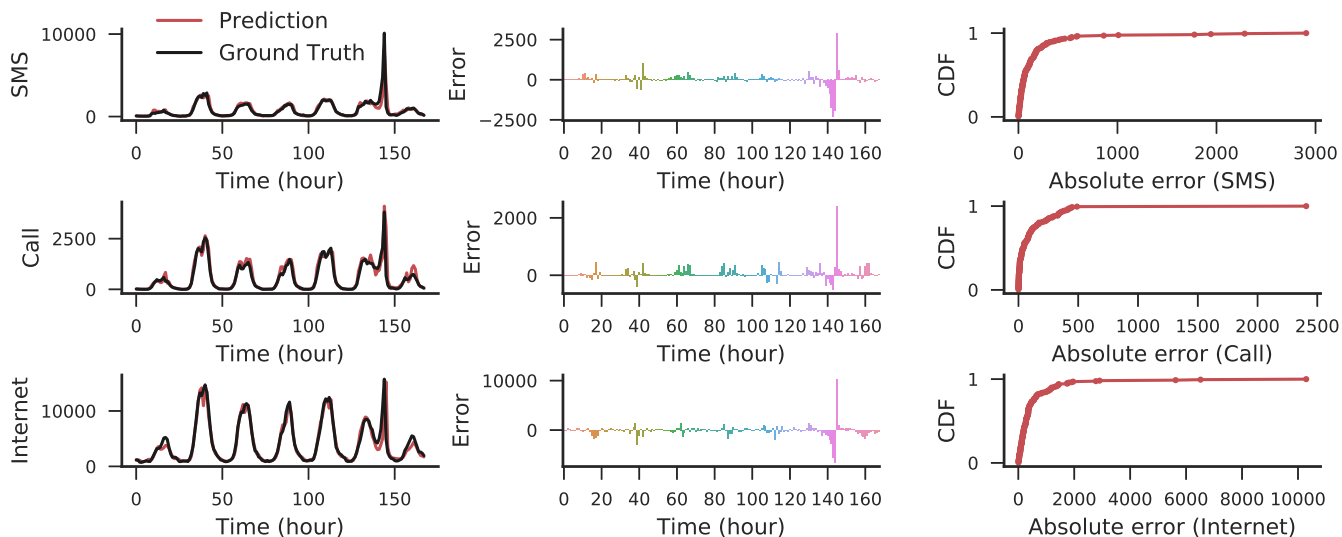 Prediction
Ground Truth
10000
0
SMS
0 50 100 150
Time (hour)
2500
0
−2500
Error
0 20 40 60 80 100 120 140 160
Time (hour)
1
0
CDF
0 1000 2000 3000
Absolute error (SMS)
2500
0
Call
0 50 100 150
Time (hour)
2000
0
Error
0 20 40 60 80 100 120 140 160
Time (hour)
1
0
CDF
0 500 1000 1500 2000 2500
Absolute error (Call)
10000
0
Internet
0 50 100 150
Time (hour)
10000
0
Error
0 20 40 60 80 100 120 140 160
Time (hour)
1
0
CDF
0 2000 4000 6000 8000 10000
Absolute error (Internet)